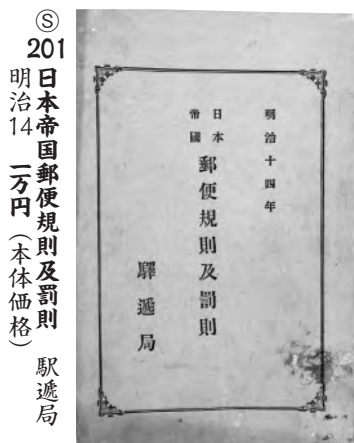 Ⓢ
201
日本帝国郵便規則及罰則　駅逓局
明治14　一万円（本体価格）
明治十四年
日本
帝國
郵便規則及罰則
驛遞局